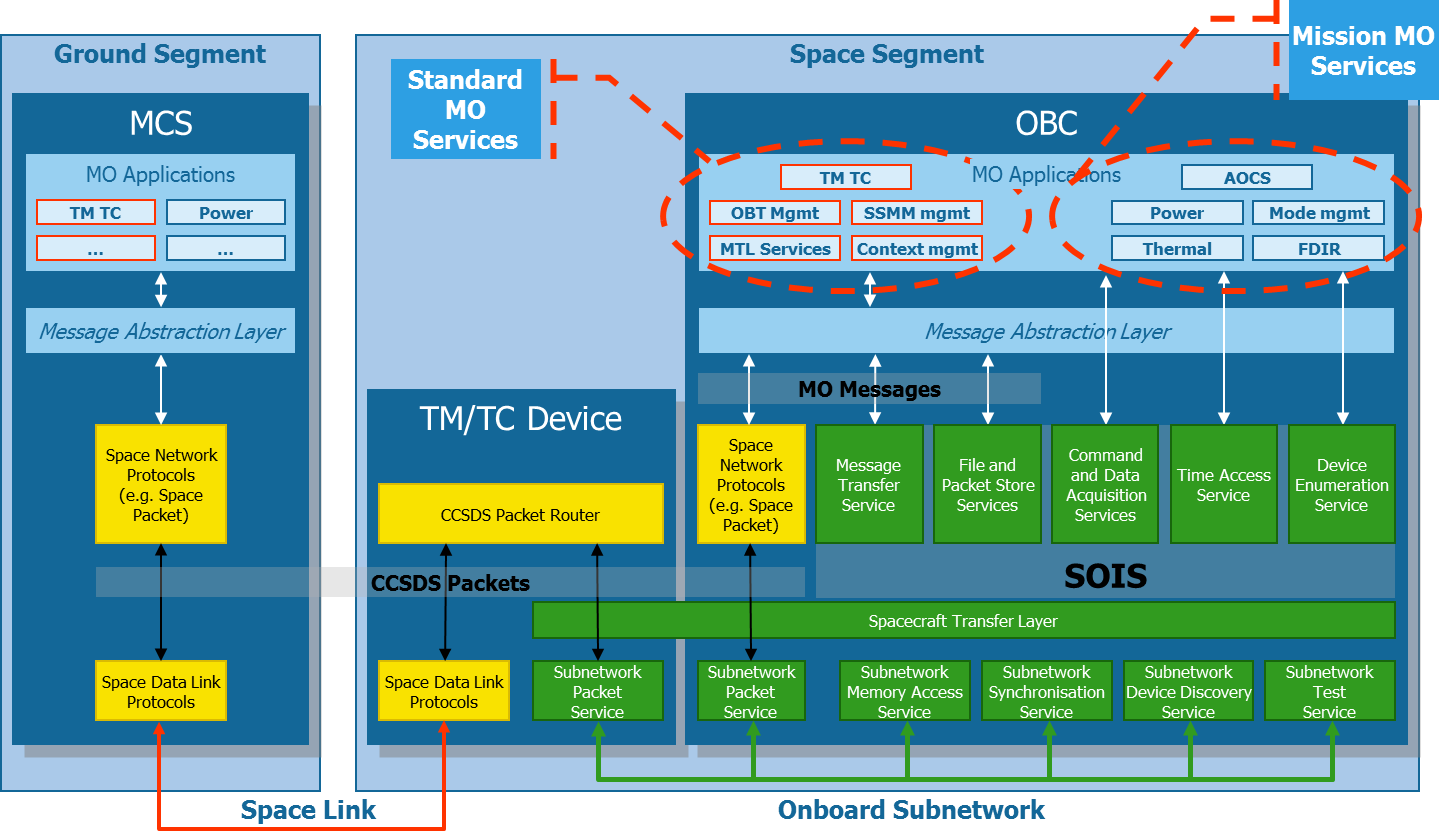 Ground Segment
Space Segment
Mission MO
Services
Standard
MO
Services
MCS
OBC
MO Applications
TM TC
Power
...
...
MO Applications
TM TC
OBT Mgmt
SSMM mgmt
MTL Services
Context mgmt
AOCS
Power
Mode mgmt
Thermal
FDIR
Message Abstraction Layer
Message Abstraction Layer
MO Messages
TM/TC Device
Space Network
Protocols
(e.g. Space
Packet)
CCSDS Packet Router
Space
Network
Protocols
(e.g. Space
Packet)
Message
Transfer
Service
File and
Packet Store
Services
Command
and Data
Acquisition
Services
Time Access
Service
Device
Enumeration
Service
CCSDS Packets
SOIS
Spacecraft Transfer Layer
Space Data Link
Protocols
Space Data Link
Protocols
Subnetwork
Packet
Service
Subnetwork
Packet
Service
Subnetwork
Memory Access
Service
Subnetwork
Synchronisation
Service
Subnetwork
Device Discovery
Service
Subnetwork
Test
Service
Space Link
Onboard Subnetwork